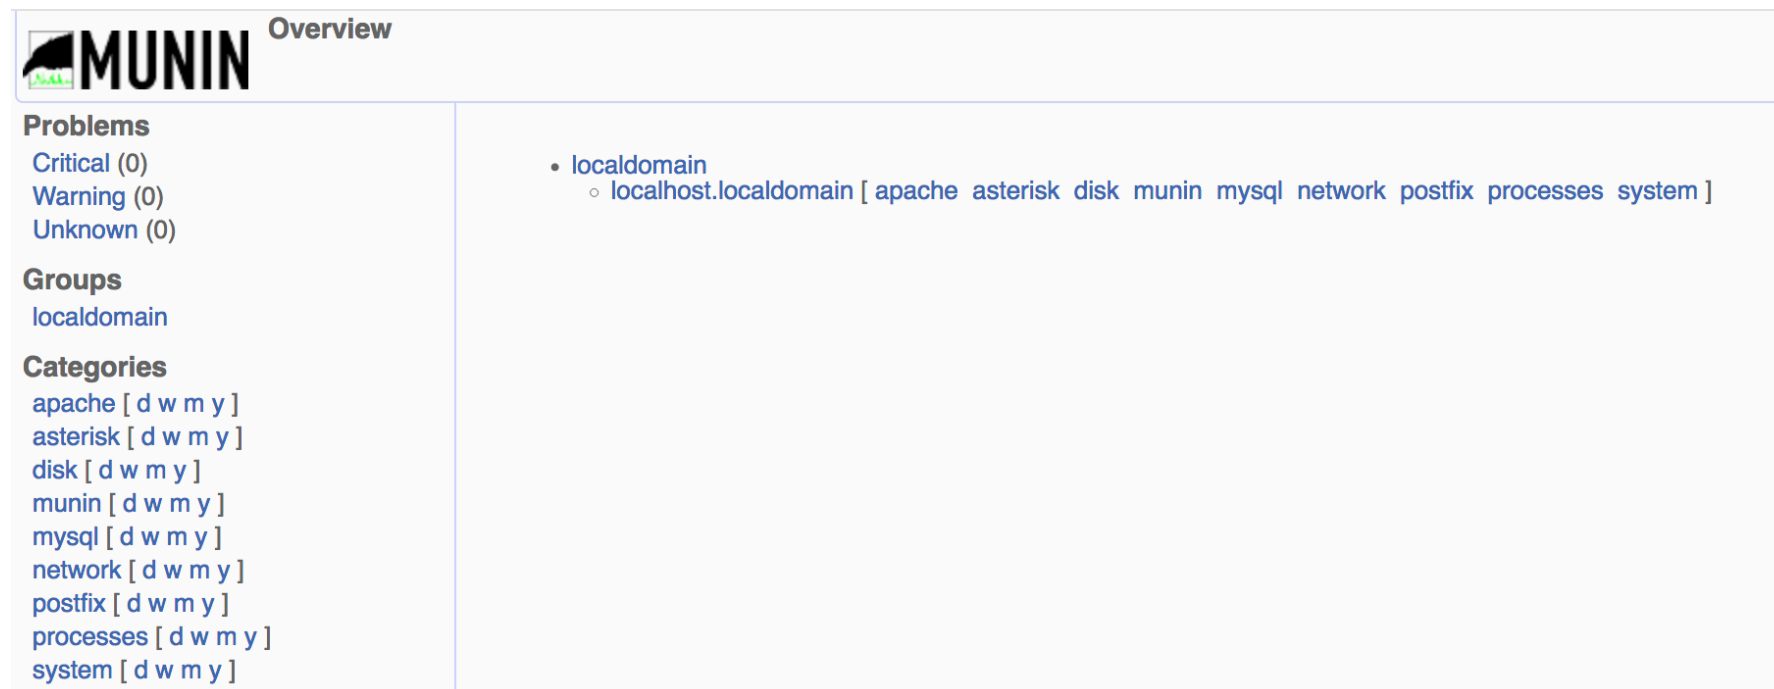 MUNIN
Overview
Problems
Critical (0)
Warning (0)
Unknown (0)
Groups
localdomain
Categories
apache [ d w m y ]
asterisk [ d w m y ]
disk [ d w m y ]
munin [ d w m y ]
mysql [ d w m y ]
network [ d w m y ]
postfix [ d w m y ]
processes [ d w m y ]
system [ d w m y ]
• localdomain
◦ localhost.localdomain [ apache asterisk disk munin mysql network postfix processes system ]